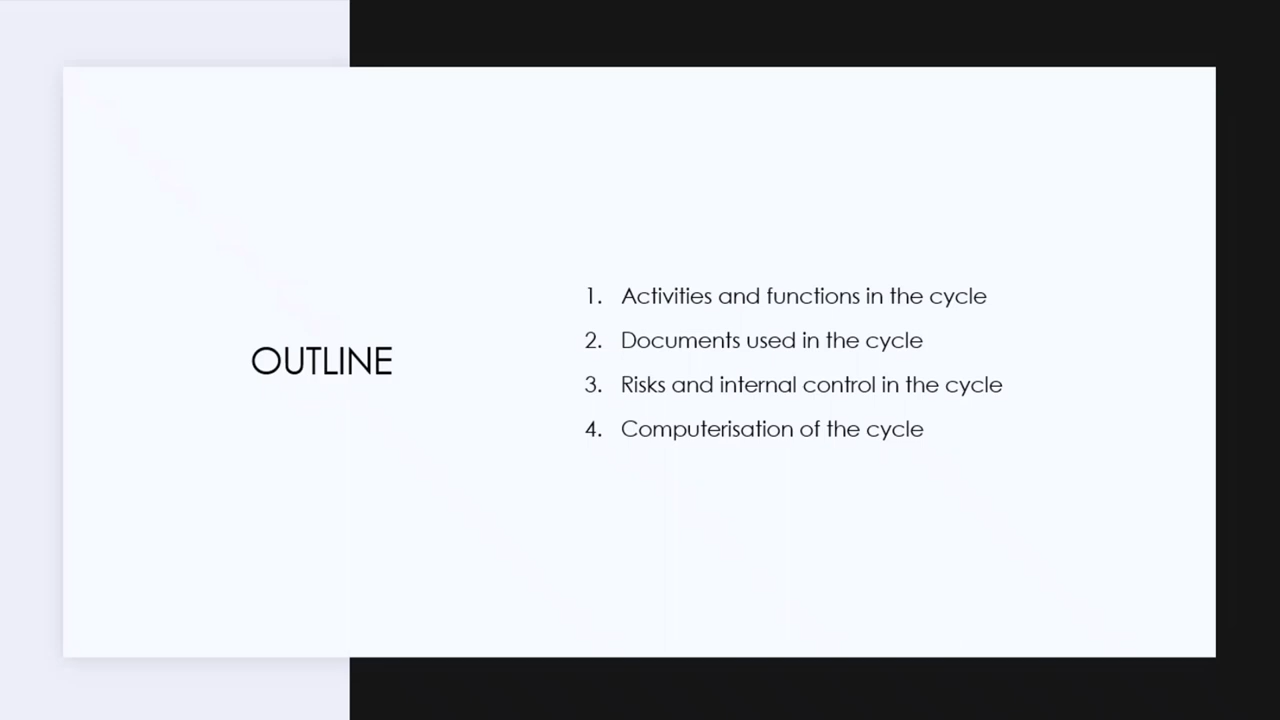 OUTLINE
1. Activities and functions in the cycle
2. Documents used in the cycle
3. Risks and internal control in the cycle
4. Computerisation of the cycle